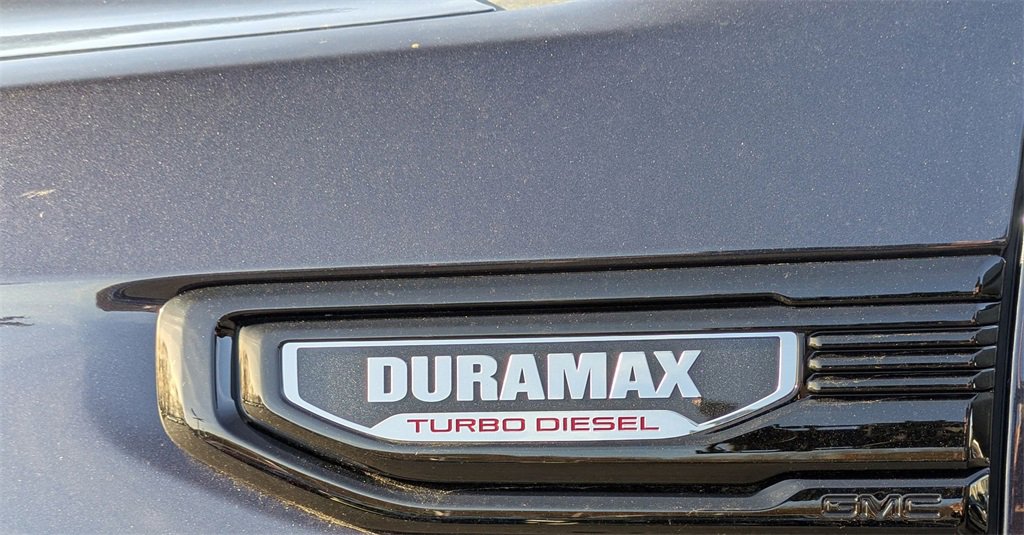 DURAMAX
TURBO DIESEL
GMC